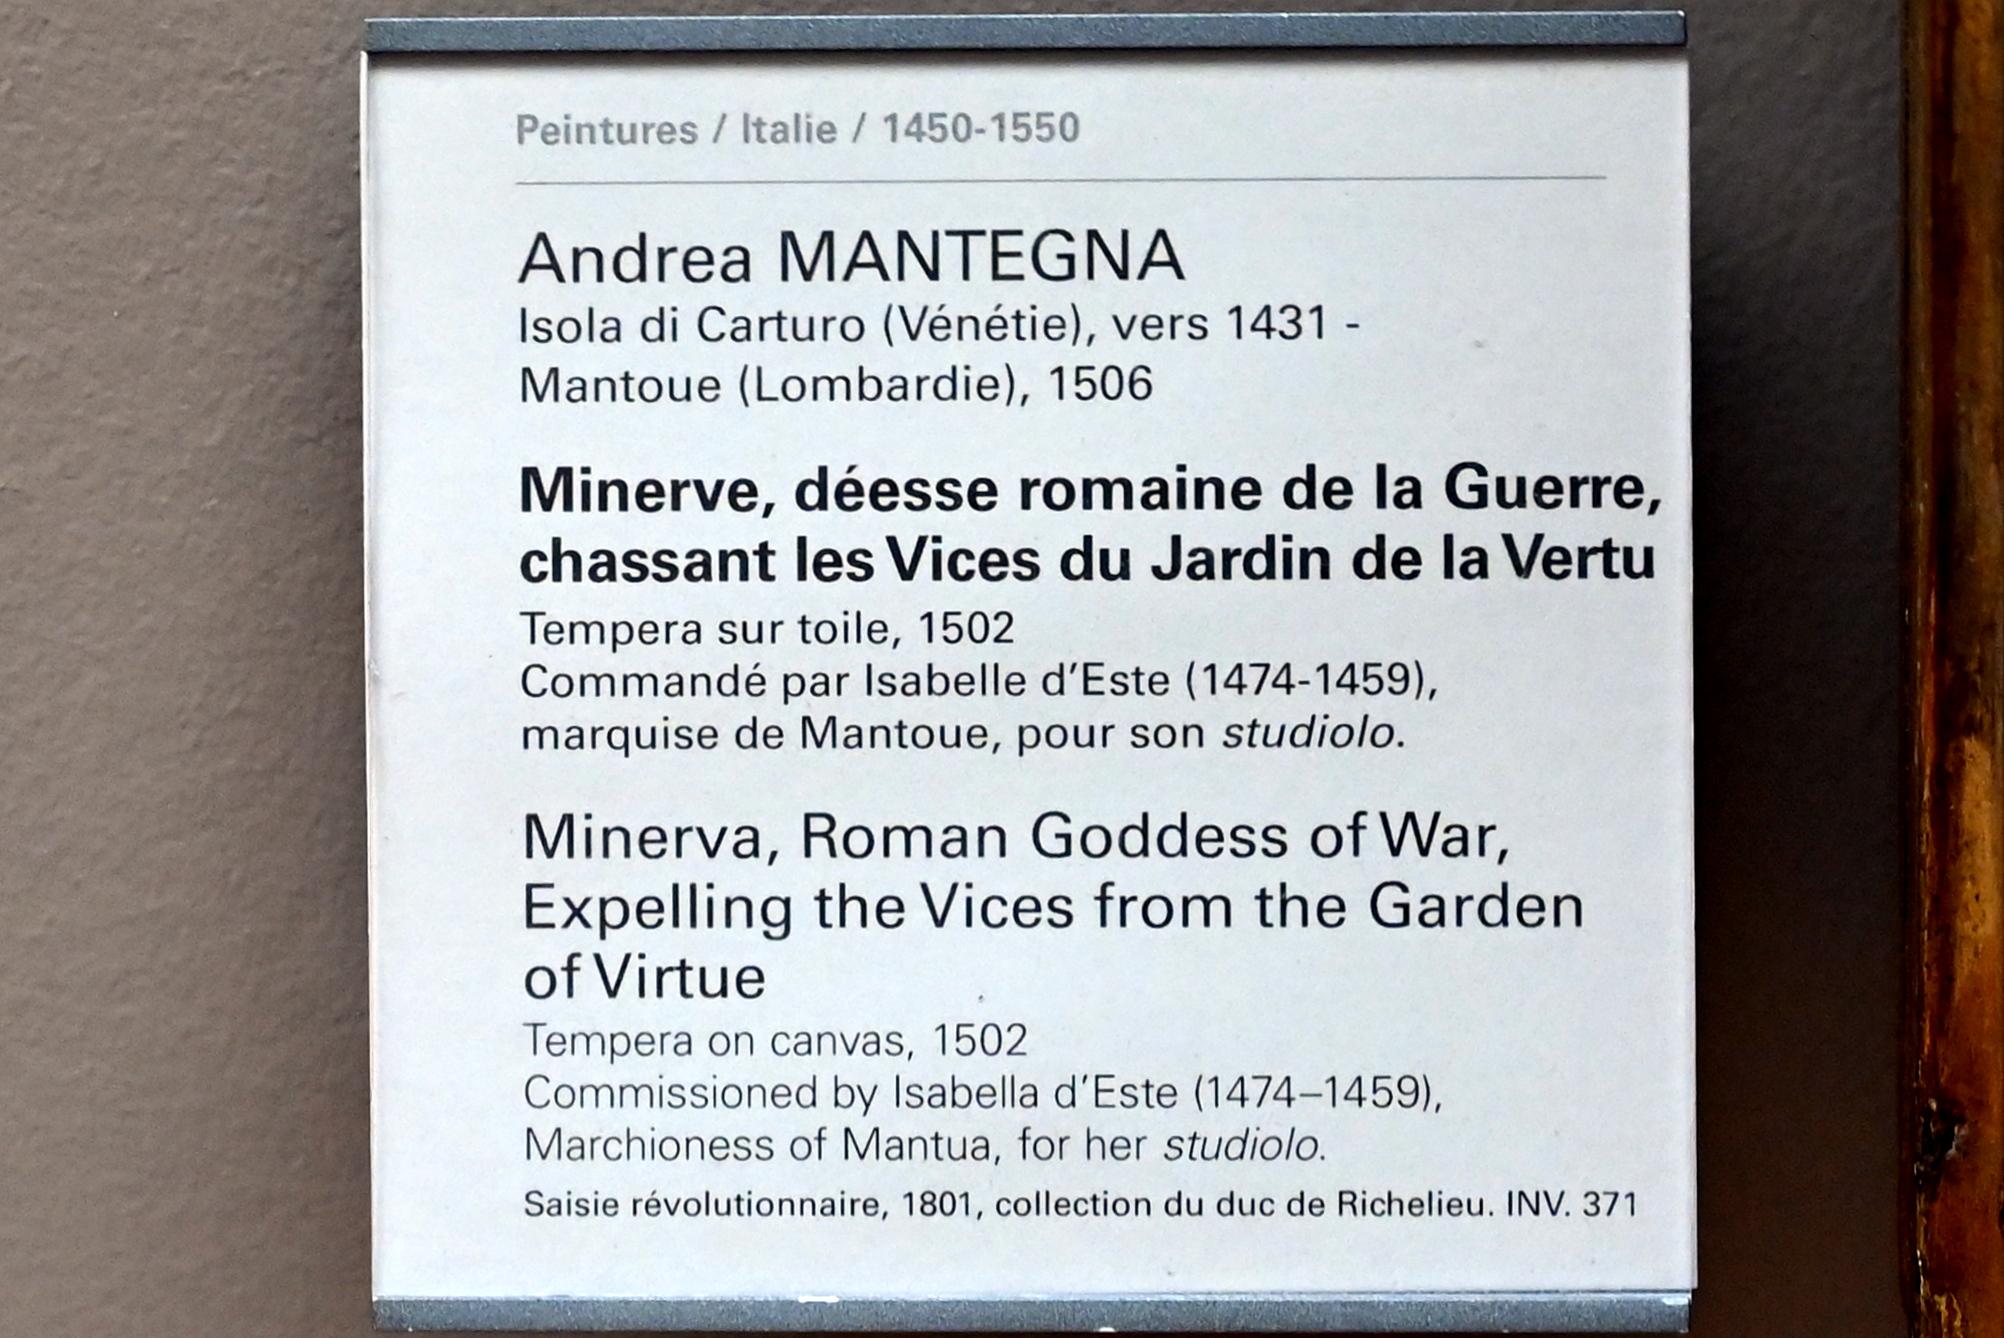 Peintures / Italie / 1450-1550
Andrea MANTEGNA
Isola di Carturo (Vénétie), vers 1431 -
Mantoue (Lombardie), 1506
Minerve, déesse romaine de la Guerre,
chassant les Vices du Jardin de la Vertu
Tempera sur toile, 1502
Commandé par Isabelle d'Este (1474-1459),
marquise de Mantoue, pour son studiolo.
Minerva, Roman Goddess of War,
Expelling the Vices from the Garden
of Virtue
Tempera on canvas, 1502
Commissioned by Isabella d'Este (1474–1459),
Marchioness of Mantua, for her studiolo.
Saisie révolutionnaire, 1801, collection du duc de Richelieu. INV. 371